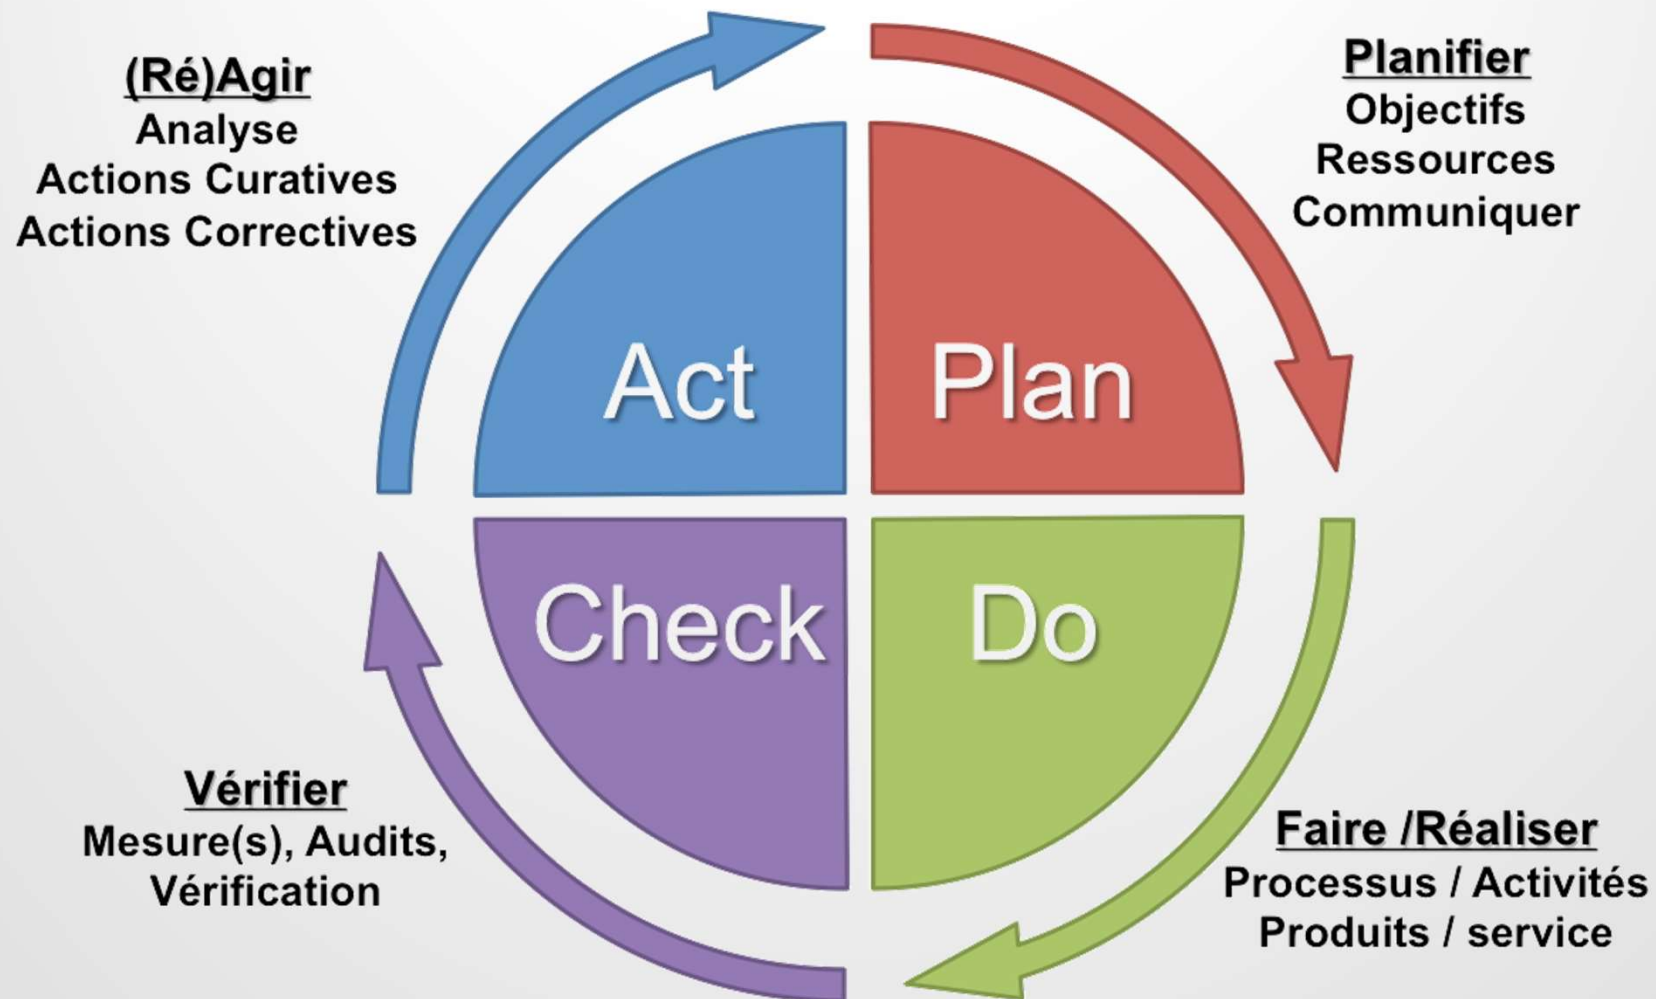 (Ré)Agir
Analyse
Actions Curatives
Actions Correctives
Planifier
Objectifs
Ressources
Communiquer
Act
Plan
Check
Do
Vérifier
Mesure(s), Audits,
Vérification
Faire /Réaliser
Processus / Activités
Produits / service